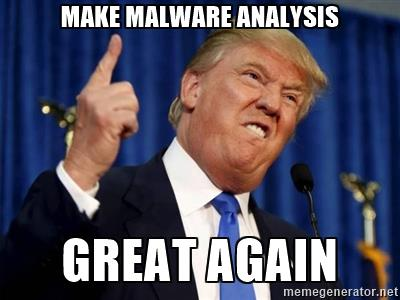 MAKE MALWARE ANALYSIS
GREAT AGAIN
memegenerator.net